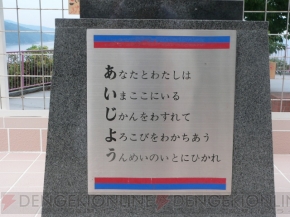 あなたとわたしは
いまここにいる
じかんをわすれて
よろこびをわかちあう
うんめいのいとにひかれ
DENGEKIONLINE DENGEKIONLINE